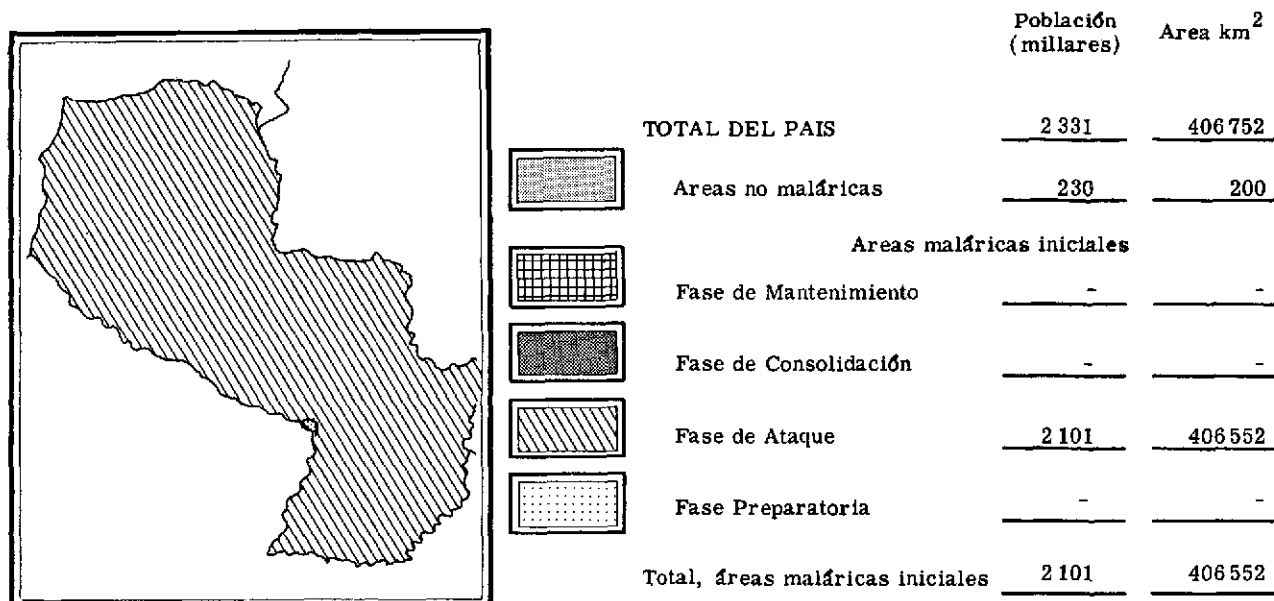 Población (millares) Area km²
TOTAL DEL PAIS 2 331 406 752
Areas no maláricas 230 200
Areas maláricas iniciales
Fase de Mantenimiento - -
Fase de Consolidación - -
Fase de Ataque 2 101 406 552
Fase Preparatoria - -
Total, áreas maláricas iniciales 2 101 406 552